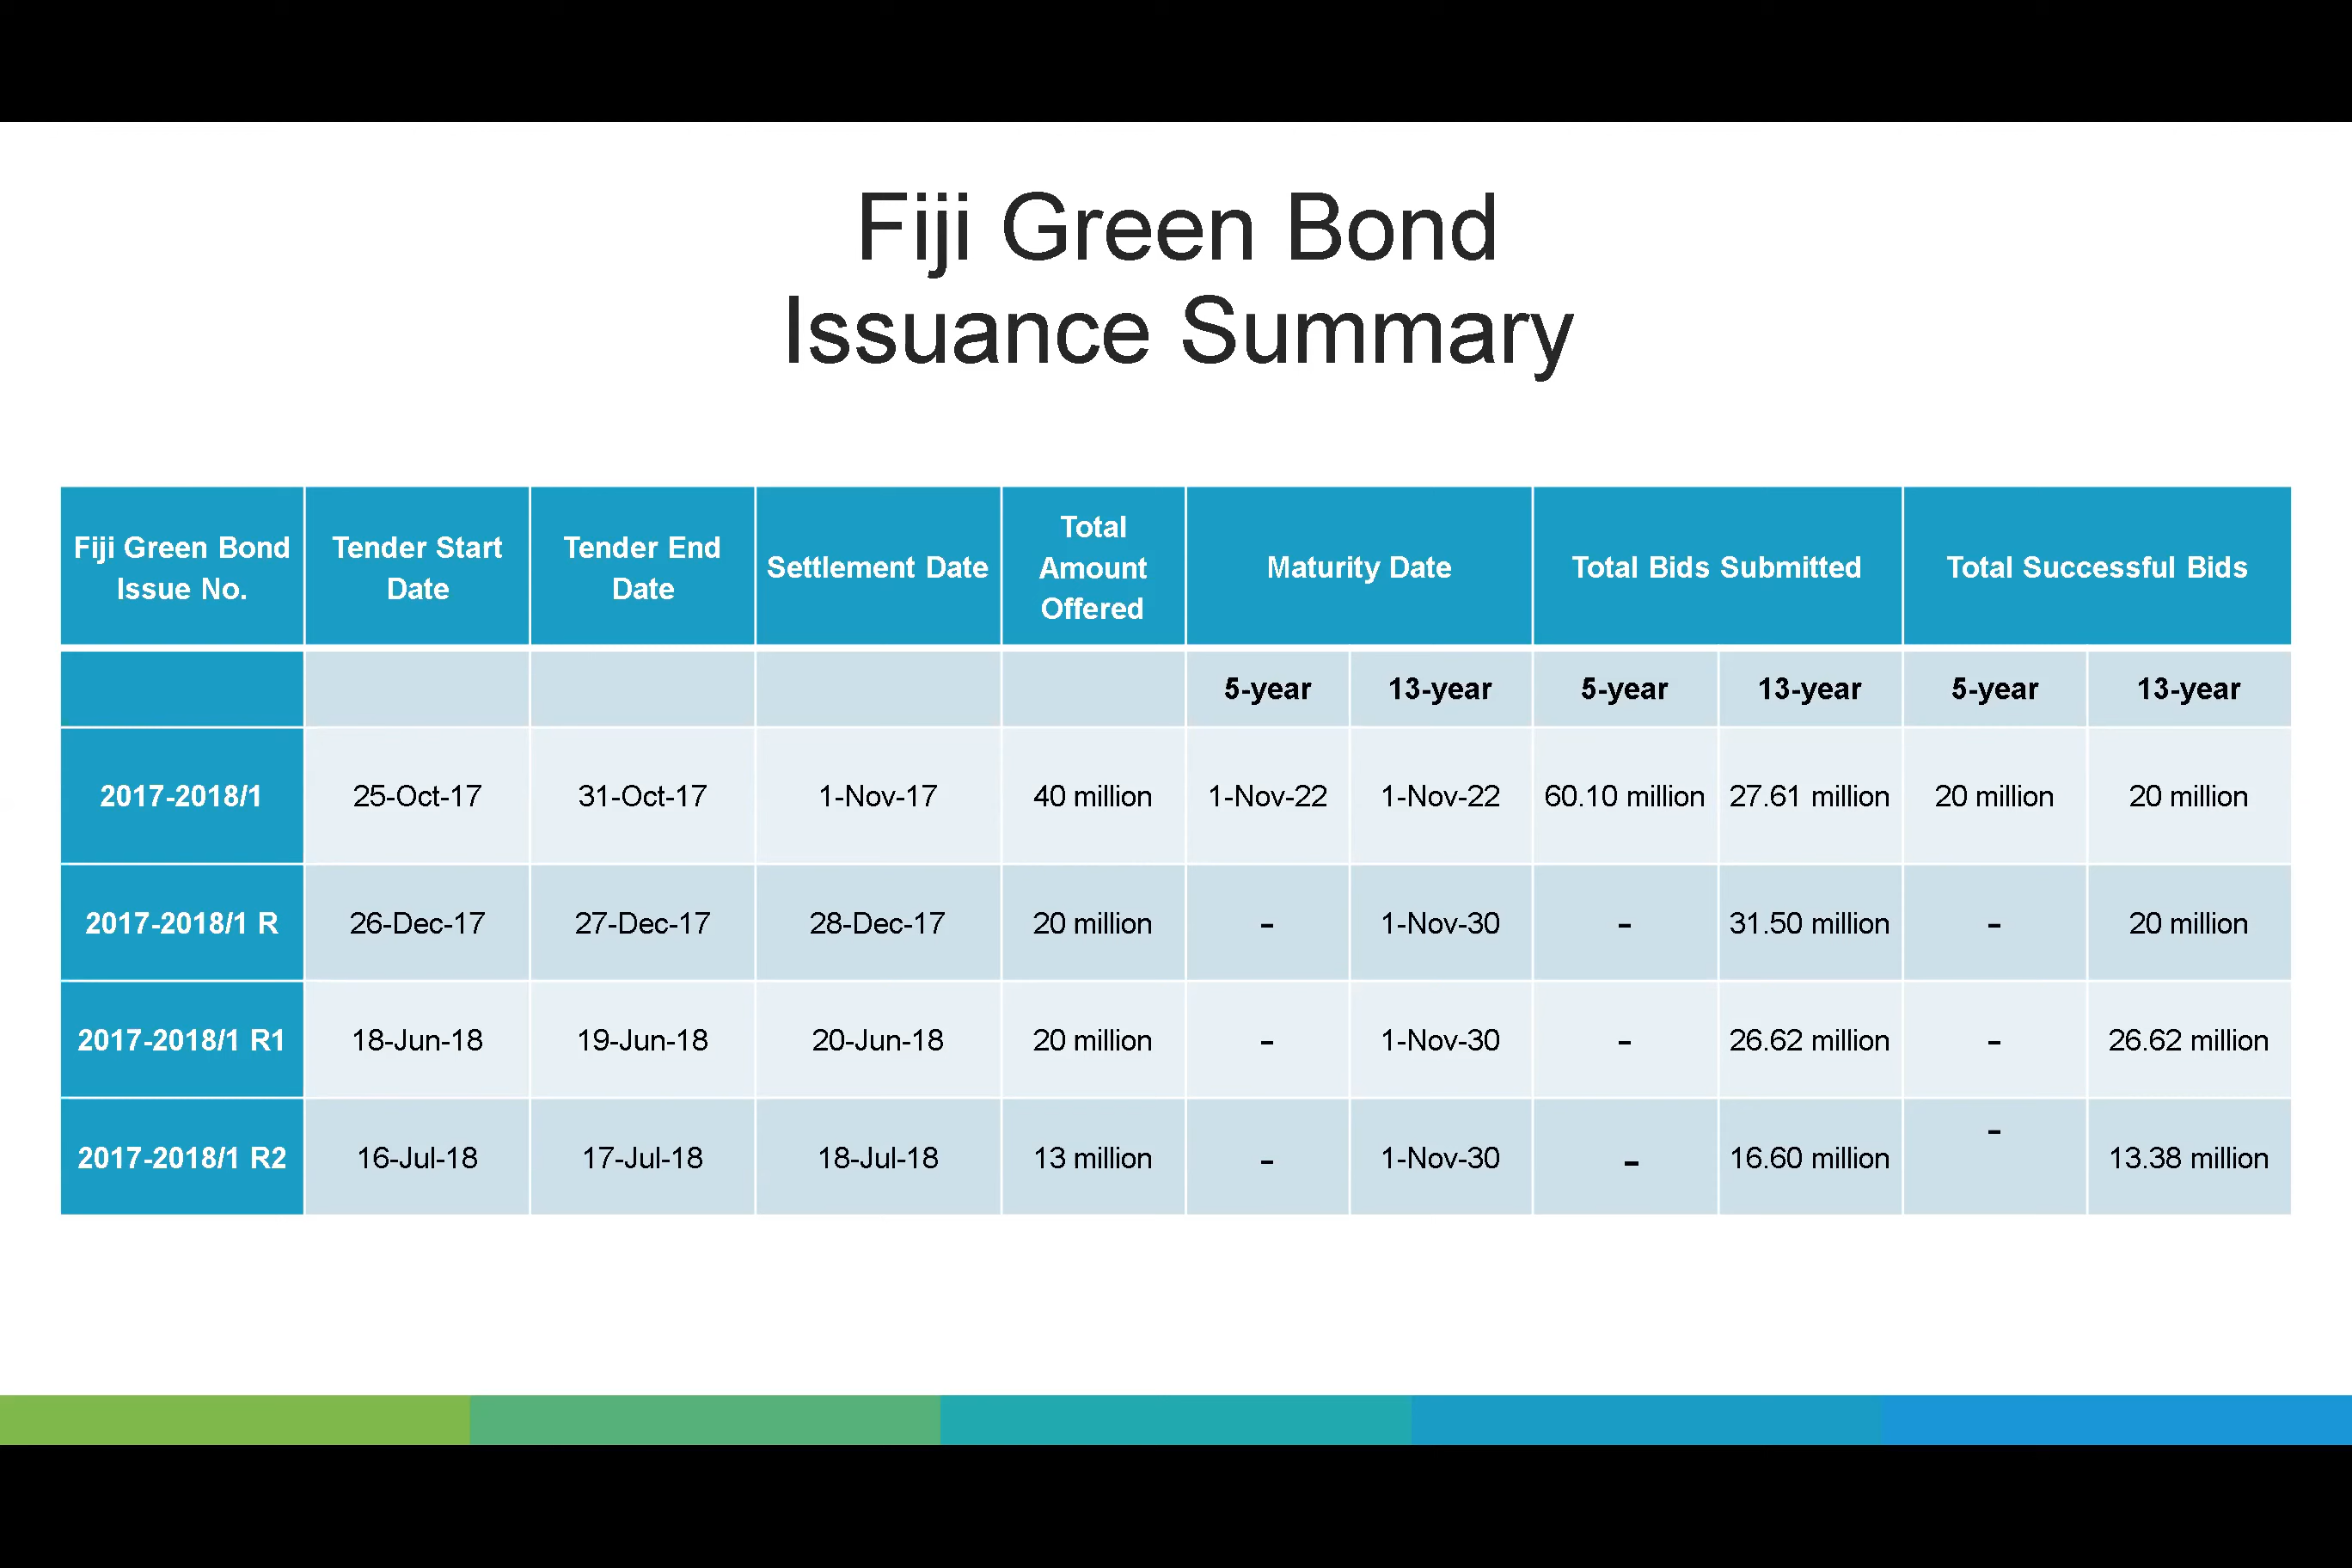 Fiji Green Bond
Issuance Summary
Fiji Green Bond Issue No. Tender Start Date Tender End Date Settlement Date Total Amount Offered Maturity Date Total Bids Submitted Total Successful Bids
5-year 13-year 5-year 13-year 5-year 13-year
2017-2018/1 25-Oct-17 31-Oct-17 1-Nov-17 40 million 1-Nov-22 1-Nov-22 60.10 million 27.61 million 20 million 20 million
2017-2018/1 R 26-Dec-17 27-Dec-17 28-Dec-17 20 million - 1-Nov-30 - 31.50 million - 20 million
2017-2018/1 R1 18-Jun-18 19-Jun-18 20-Jun-18 20 million - 1-Nov-30 - 26.62 million - 26.62 million
2017-2018/1 R2 16-Jul-18 17-Jul-18 18-Jul-18 13 million - 1-Nov-30 - 16.60 million - 13.38 million